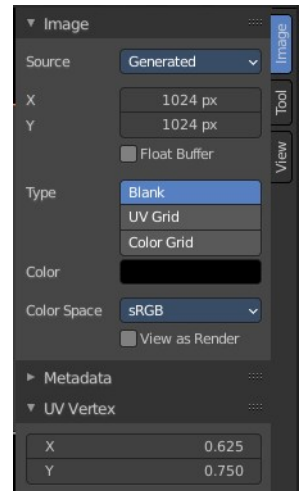 Image
Source Generated
X 1024 px
Y 1024 px
Float Buffer
Type Blank
UV Grid
Color Grid
Color
Color Space sRGB
View as Render
Metadata
UV Vertex
X 0.625
Y 0.750
Image
Tool
View